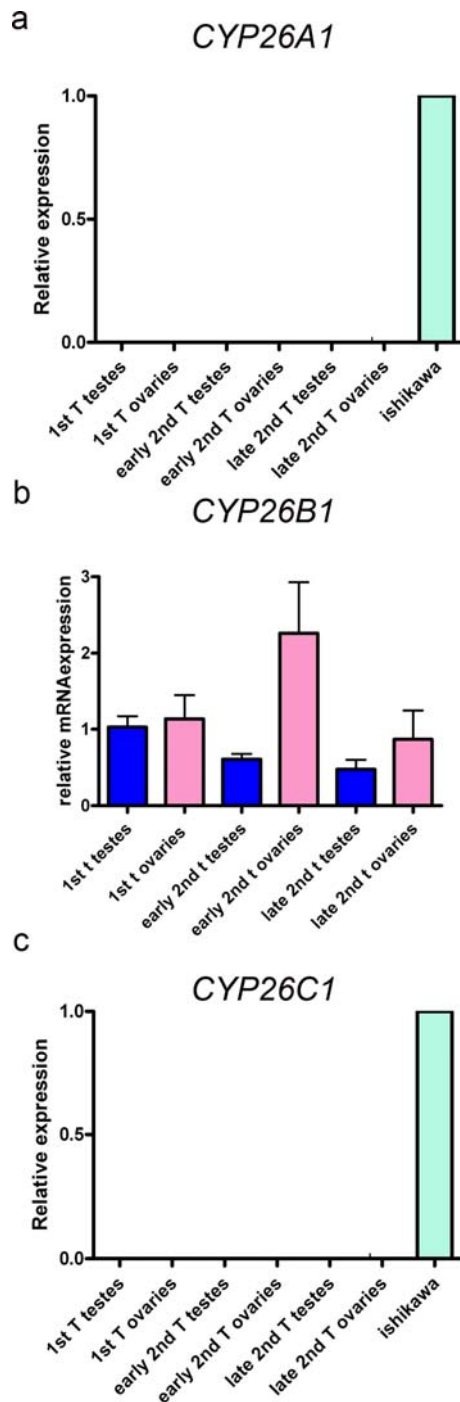 a
CYP26A1
Relative expression
1.0
0.5
0.0
1st T testes
1st T ovaries
early 2nd T testes
early 2nd T ovaries
late 2nd T testes
late 2nd T ovaries
ishikawa
b
CYP26B1
relative mRNAexpression
3
2
1
0
1st t testes
1st t ovaries
early 2nd t testes
early 2nd t ovaries
late 2nd t testes
late 2nd t ovaries
c
CYP26C1
Relative expression
1.0
0.5
0.0
1st T testes
1st T ovaries
early 2nd T testes
early 2nd T ovaries
late 2nd T testes
late 2nd T ovaries
ishikawa